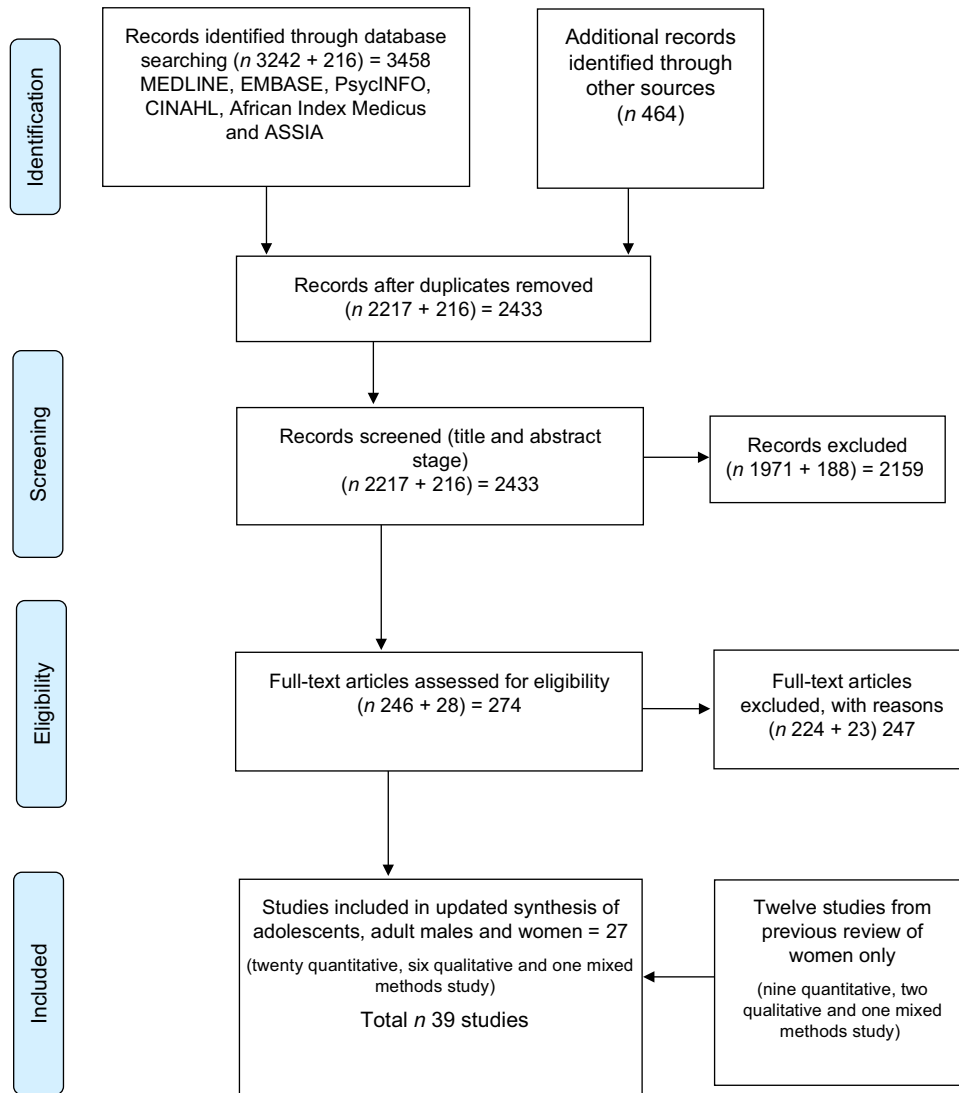 Identification
Records identified through database
searching (n 3242 + 216) = 3458
MEDLINE, EMBASE, PsycINFO,
CINAHL, African Index Medicus
and ASSIA
Additional records
identified through
other sources
(n 464)
Records after duplicates removed
(n 2217 + 216) = 2433
Screening
Records screened (title and abstract
stage)
(n 2217 + 216) = 2433
Records excluded
(n 1971 + 188) = 2159
Eligibility
Full-text articles assessed for eligibility
(n 246 + 28) = 274
Full-text articles
excluded, with reasons
(n 224 + 23) 247
Included
Studies included in updated synthesis of
adolescents, adult males and women = 27
(twenty quantitative, six qualitative and one mixed
methods study)
Total n 39 studies
Twelve studies from
previous review of
women only
(nine quantitative, two
qualitative and one mixed
methods study)